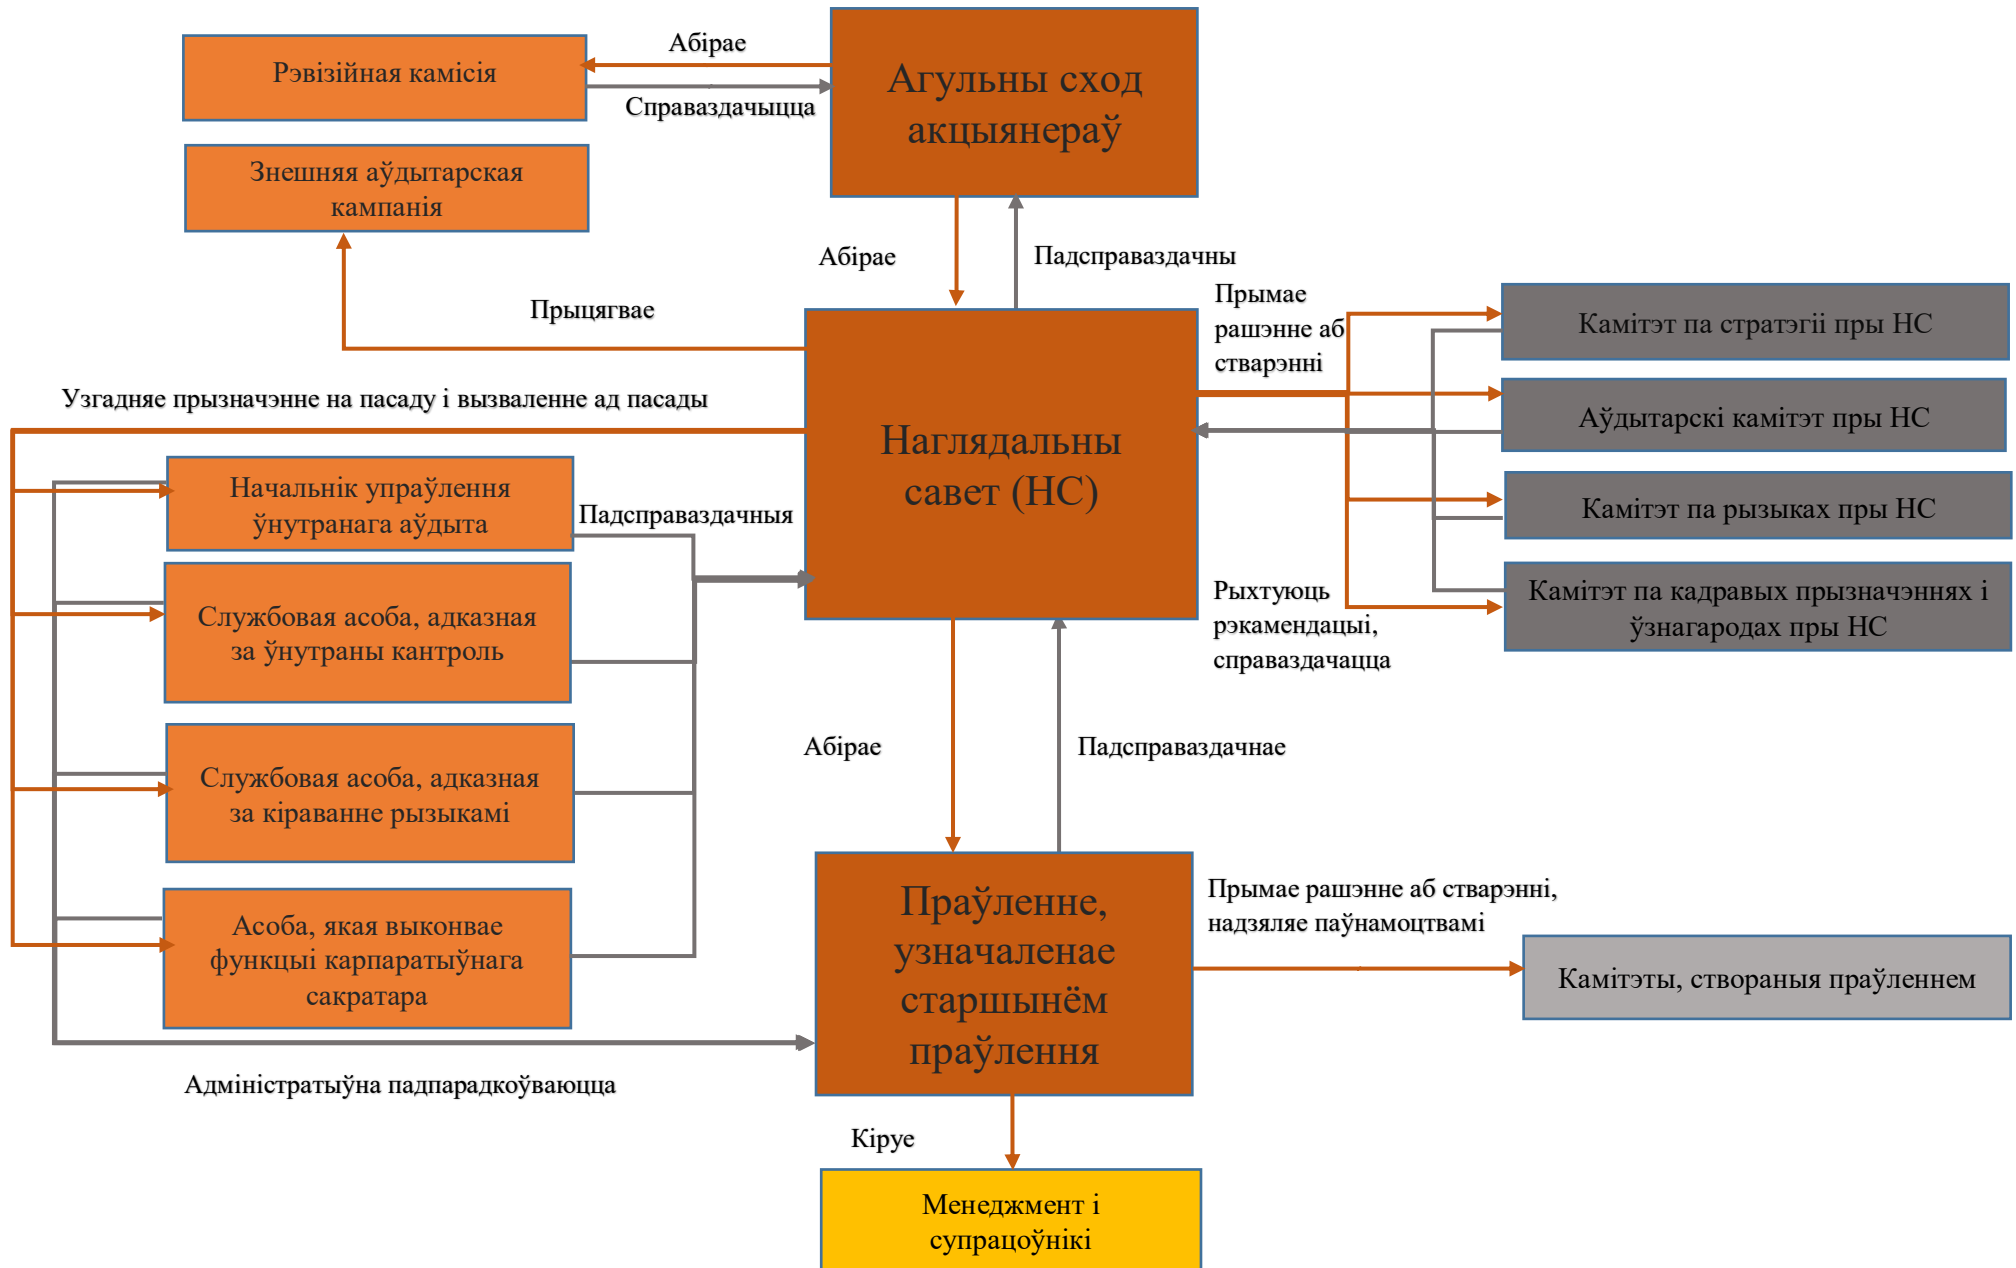 Абірае
Рэвізійная камісія
Справаздачыцца
Агульны сход
акцыянераў
Знешняя аўдытарская
кампанія
Абірае
Падсправаздачны
Прыцягвае
Прымае
рашэнне аб
стварэнні
Камітэт па стратэгіі пры НС
Узгадняе прызначэнне на пасаду і вызваленне ад пасады
Аўдытарскі камітэт пры НС
Наглядальны
савет (НС)
Начальнік упраўлення
ўнутранага аўдыта
Падсправаздачныя
Камітэт па рызыках пры НС
Рыхтуюць
рэкамендацыі,
справаздачацца
Камітэт па кадравых прызначэннях і
ўзнагародах пры НС
Службовая асоба, адказная
за ўнутраны кантроль
Абірае
Падсправаздачнае
Службовая асоба, адказная
за кіраванне рызыкамі
Праўленне,
узначаленае
старшынём
праўлення
Прымае рашэнне аб стварэнні,
надзяляе паўнамоцтвамі
Асоба, якая выконвае
функцыі карпаратыўнага
сакратара
Камітэты, створаныя праўленнем
Адміністратыўна падпарадкоўваюцца
Кіруе
Менеджмент і
супрацоўнікі